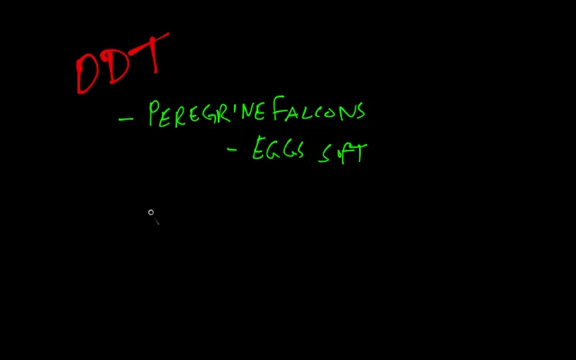 DDT
- PEREGRINE FALCONS
- EGGS SOFT